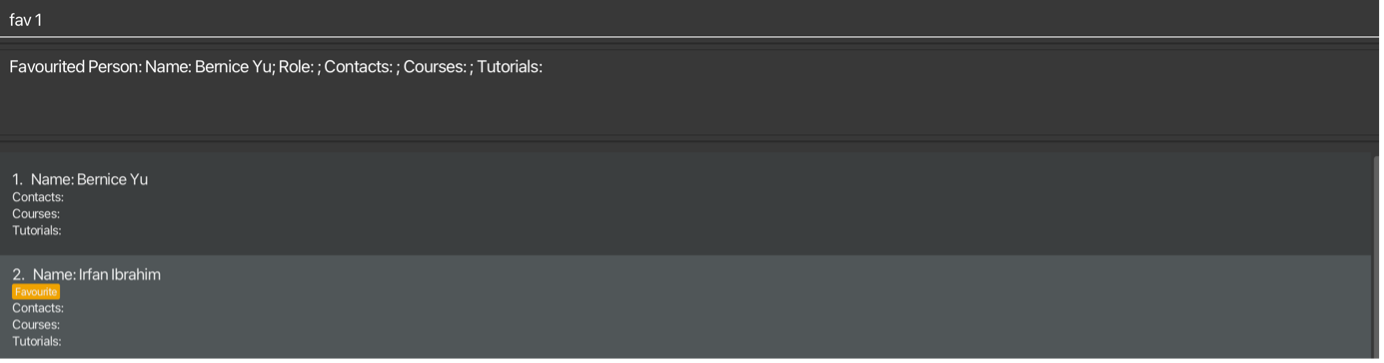 fav 1
Favourited Person: Name: Bernice Yu; Role: ; Contacts: ; Courses: ; Tutorials:
1. Name: Bernice Yu
Contacts:
Courses:
Tutorials:
2. Name: Irfan Ibrahim
Favourite
Contacts:
Courses:
Tutorials: